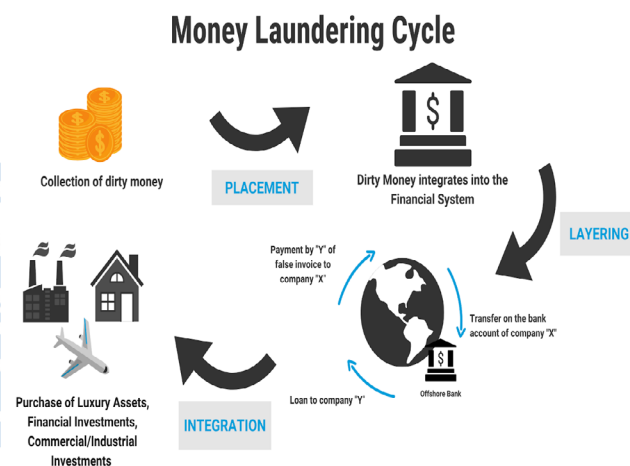 Money Laundering Cycle
Collection of dirty money
PLACEMENT
Dirty Money integrates into the
Financial System
LAYERING
Payment by "Y" of
false invoice to
company "X"
Transfer on the bank
account of company "X"
Offshore Bank
Loan to company "Y"
INTEGRATION
Purchase of Luxury Assets,
Financial Investments,
Commercial/Industrial
Investments